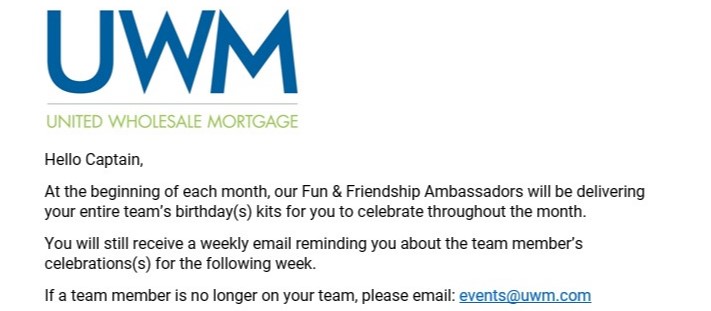 UWM
UNITED WHOLESALE MORTGAGE
Hello Captain,
At the beginning of each month, our Fun & Friendship Ambassadors will be delivering
your entire team's birthday(s) kits for you to celebrate throughout the month.
You will still receive a weekly email reminding you about the team member's
celebrations(s) for the following week.
If a team member is no longer on your team, please email: events@uwm.com